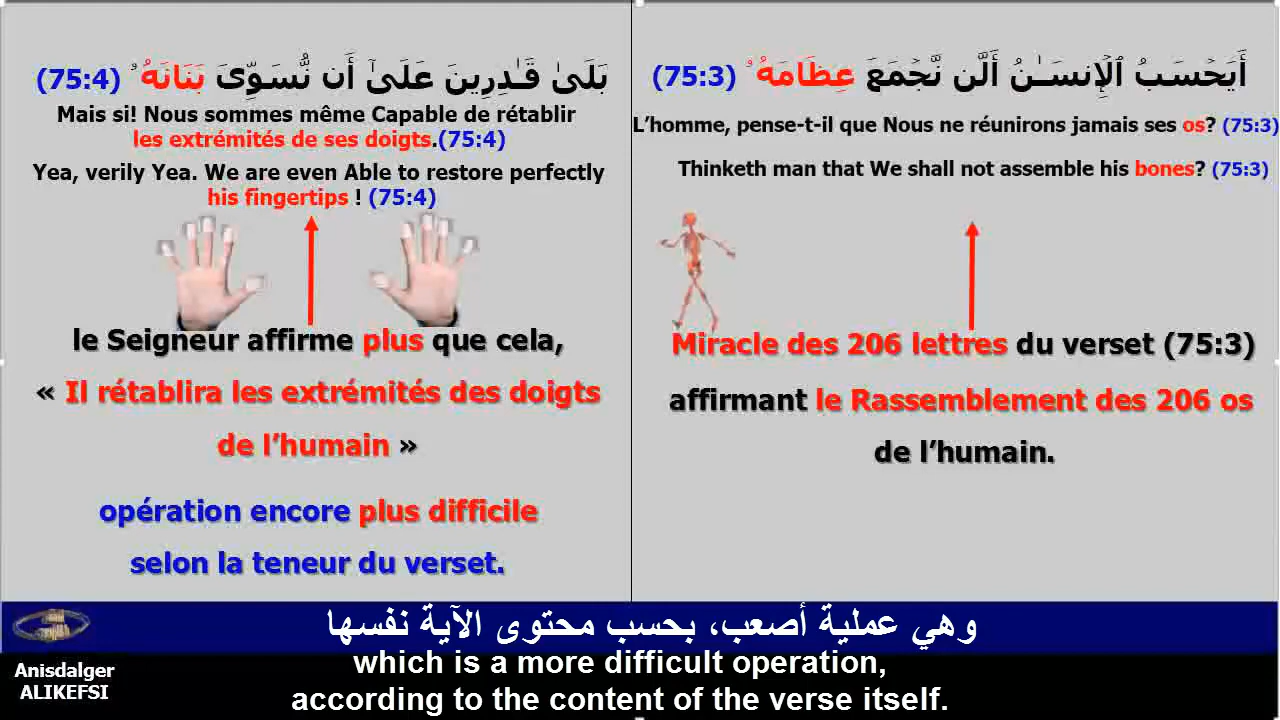 بَلَىٰ قَـٰدِرِينَ عَلَىٰٓ أَن نُّسَوِّىَ بَنَانَهُۥ (75:4)
Mais si! Nous sommes même Capable de rétablir
les extrémités de ses doigts.(75:4)
Yea, verily Yea. We are even Able to restore perfectly
his fingertips ! (75:4)
le Seigneur affirme plus que cela,
« Il rétablira les extrémités des doigts
de l’humain »
opération encore plus difficile
selon la teneur du verset.
أَيَحْسَبُ ٱلْإِنسَـٰنُ أَلَّن نَّجْمَعَ عِظَامَهُۥ (75:3)
L’homme, pense-t-il que Nous ne réunirons jamais ses os? (75:3)
Thinketh man that We shall not assemble his bones? (75:3)
Miracle des 206 lettres du verset (75:3)
affirmant le Rassemblement des 206 os
de l’humain.
وهي عملية أصعب، بحسب محتوى الآية نفسها
which is a more difficult operation,
according to the content of the verse itself.
Anisdalger
ALIKEFSI